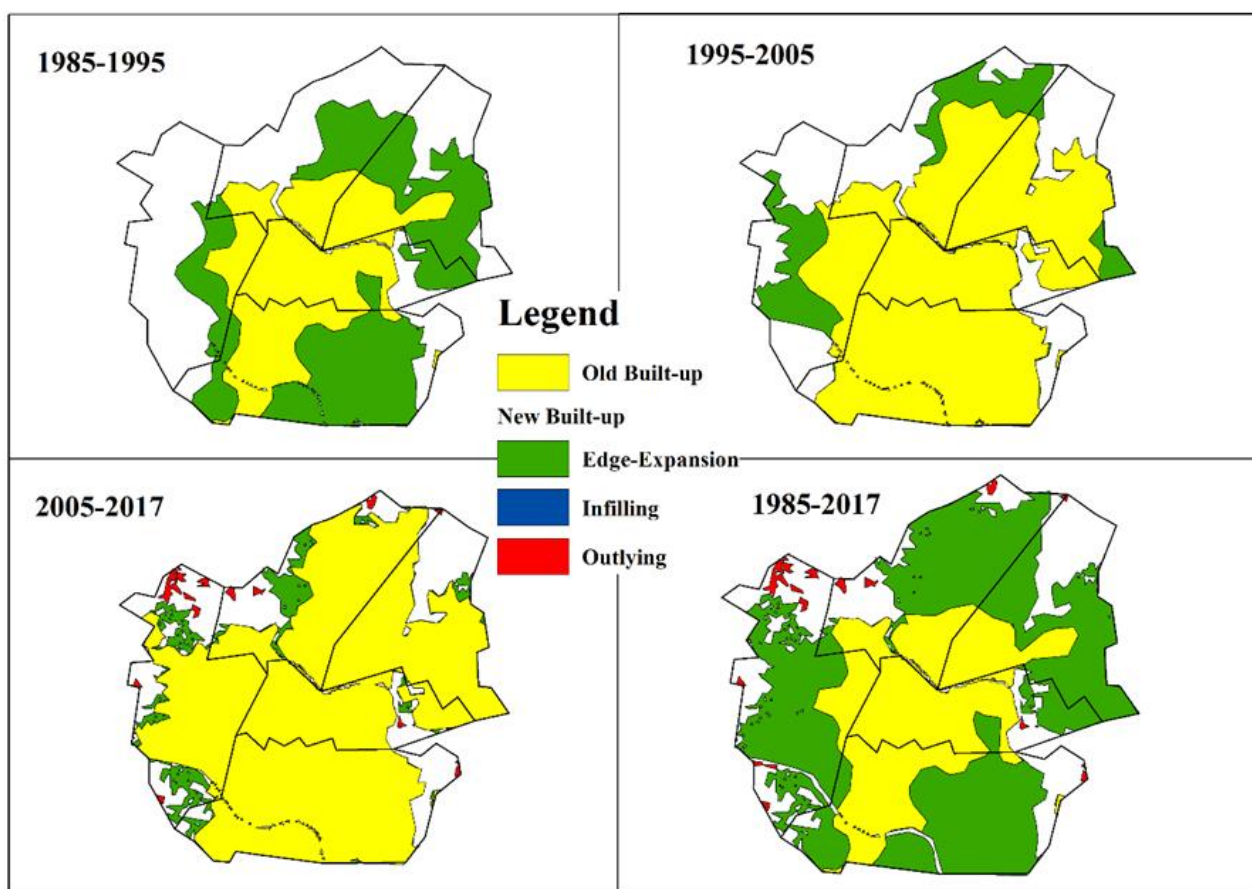 1985-1995
1995-2005
Legend
Old Built-up
New Built-up
Edge-Expansion
Infilling
Outlying
2005-2017
1985-2017